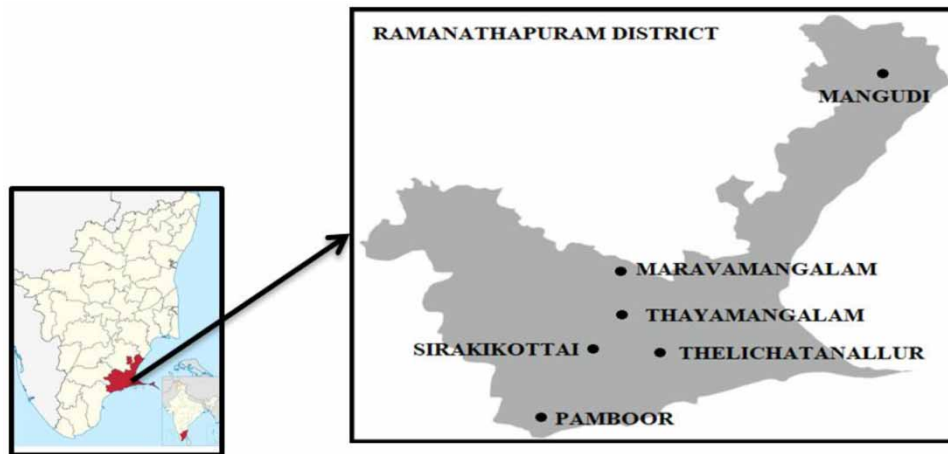 RAMANATHAPURAM DISTRICT
MANGUDI
MARAVAMANGALAM
THAYAMANGALAM
SIRAKIKOTTAI
THELICHATANALLUR
PAMBOOR